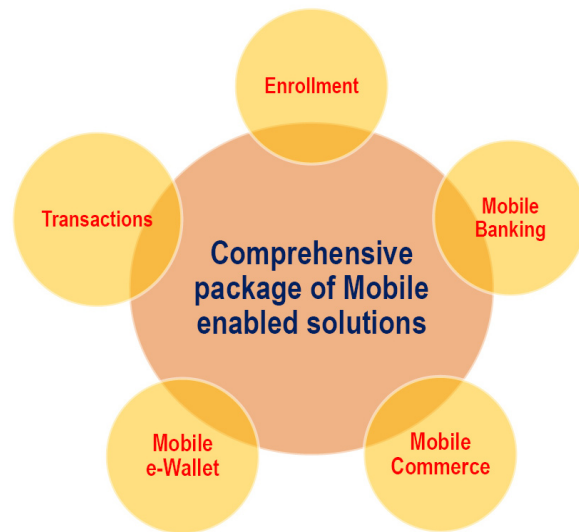 Enrollment
Transactions
Mobile
Banking
Comprehensive
package of Mobile
enabled solutions
Mobile
e-Wallet
Mobile
Commerce